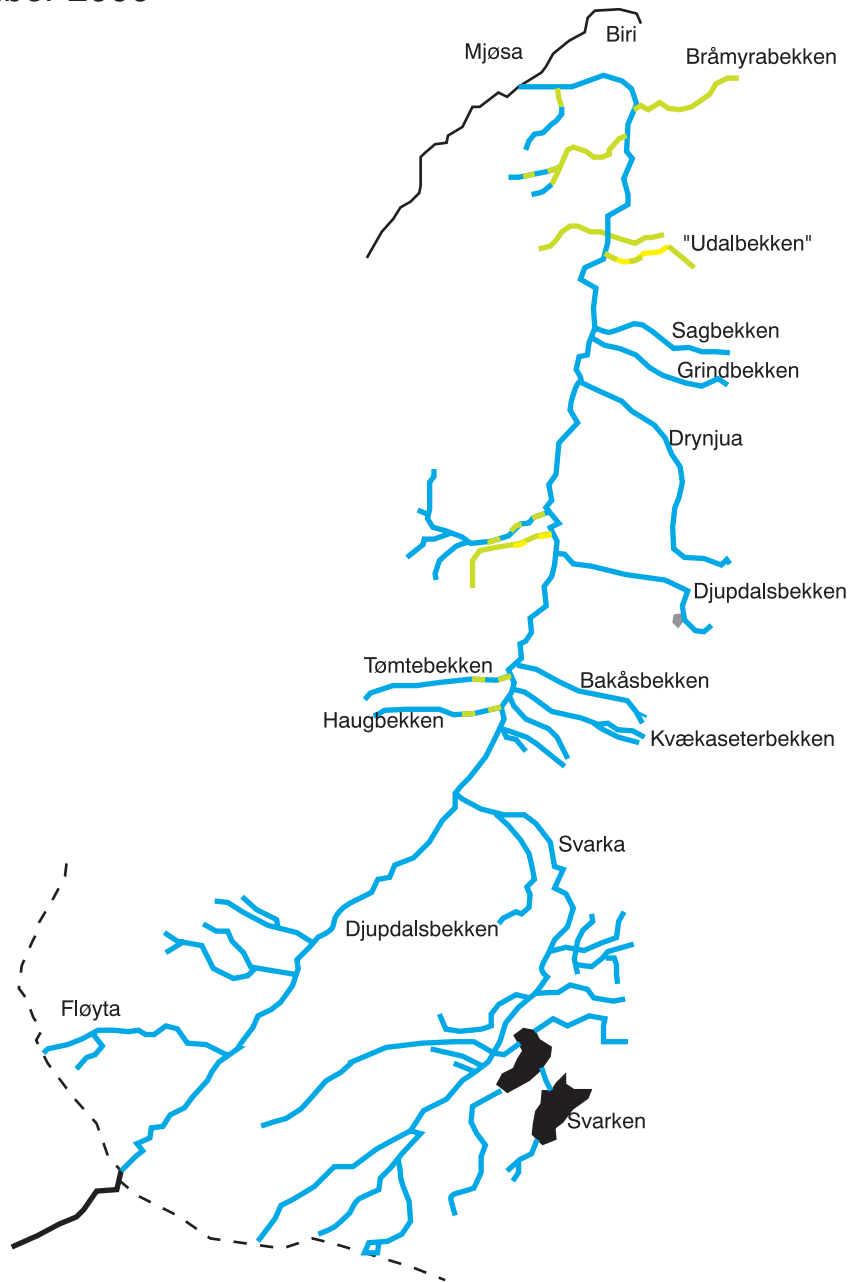 Biri
Mjøsa
Bråmyrabekken
"Udalbekken"
Sagbekken
Grindbekken
Drynjua
Djupdalsbekken
Tømtebekken
Bakåsbekken
Haugbekken
Kvækaseterbekken
Svarka
Djupdalsbekken
Fløyta
Svarken